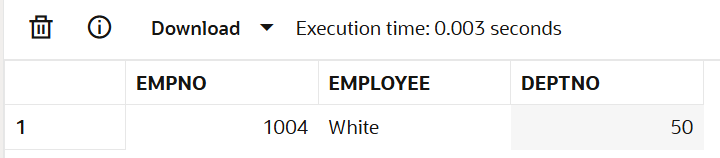 Download Execution time: 0.003 seconds
EMPNO EMPLOYEE DEPTNO
1 1004 White 50